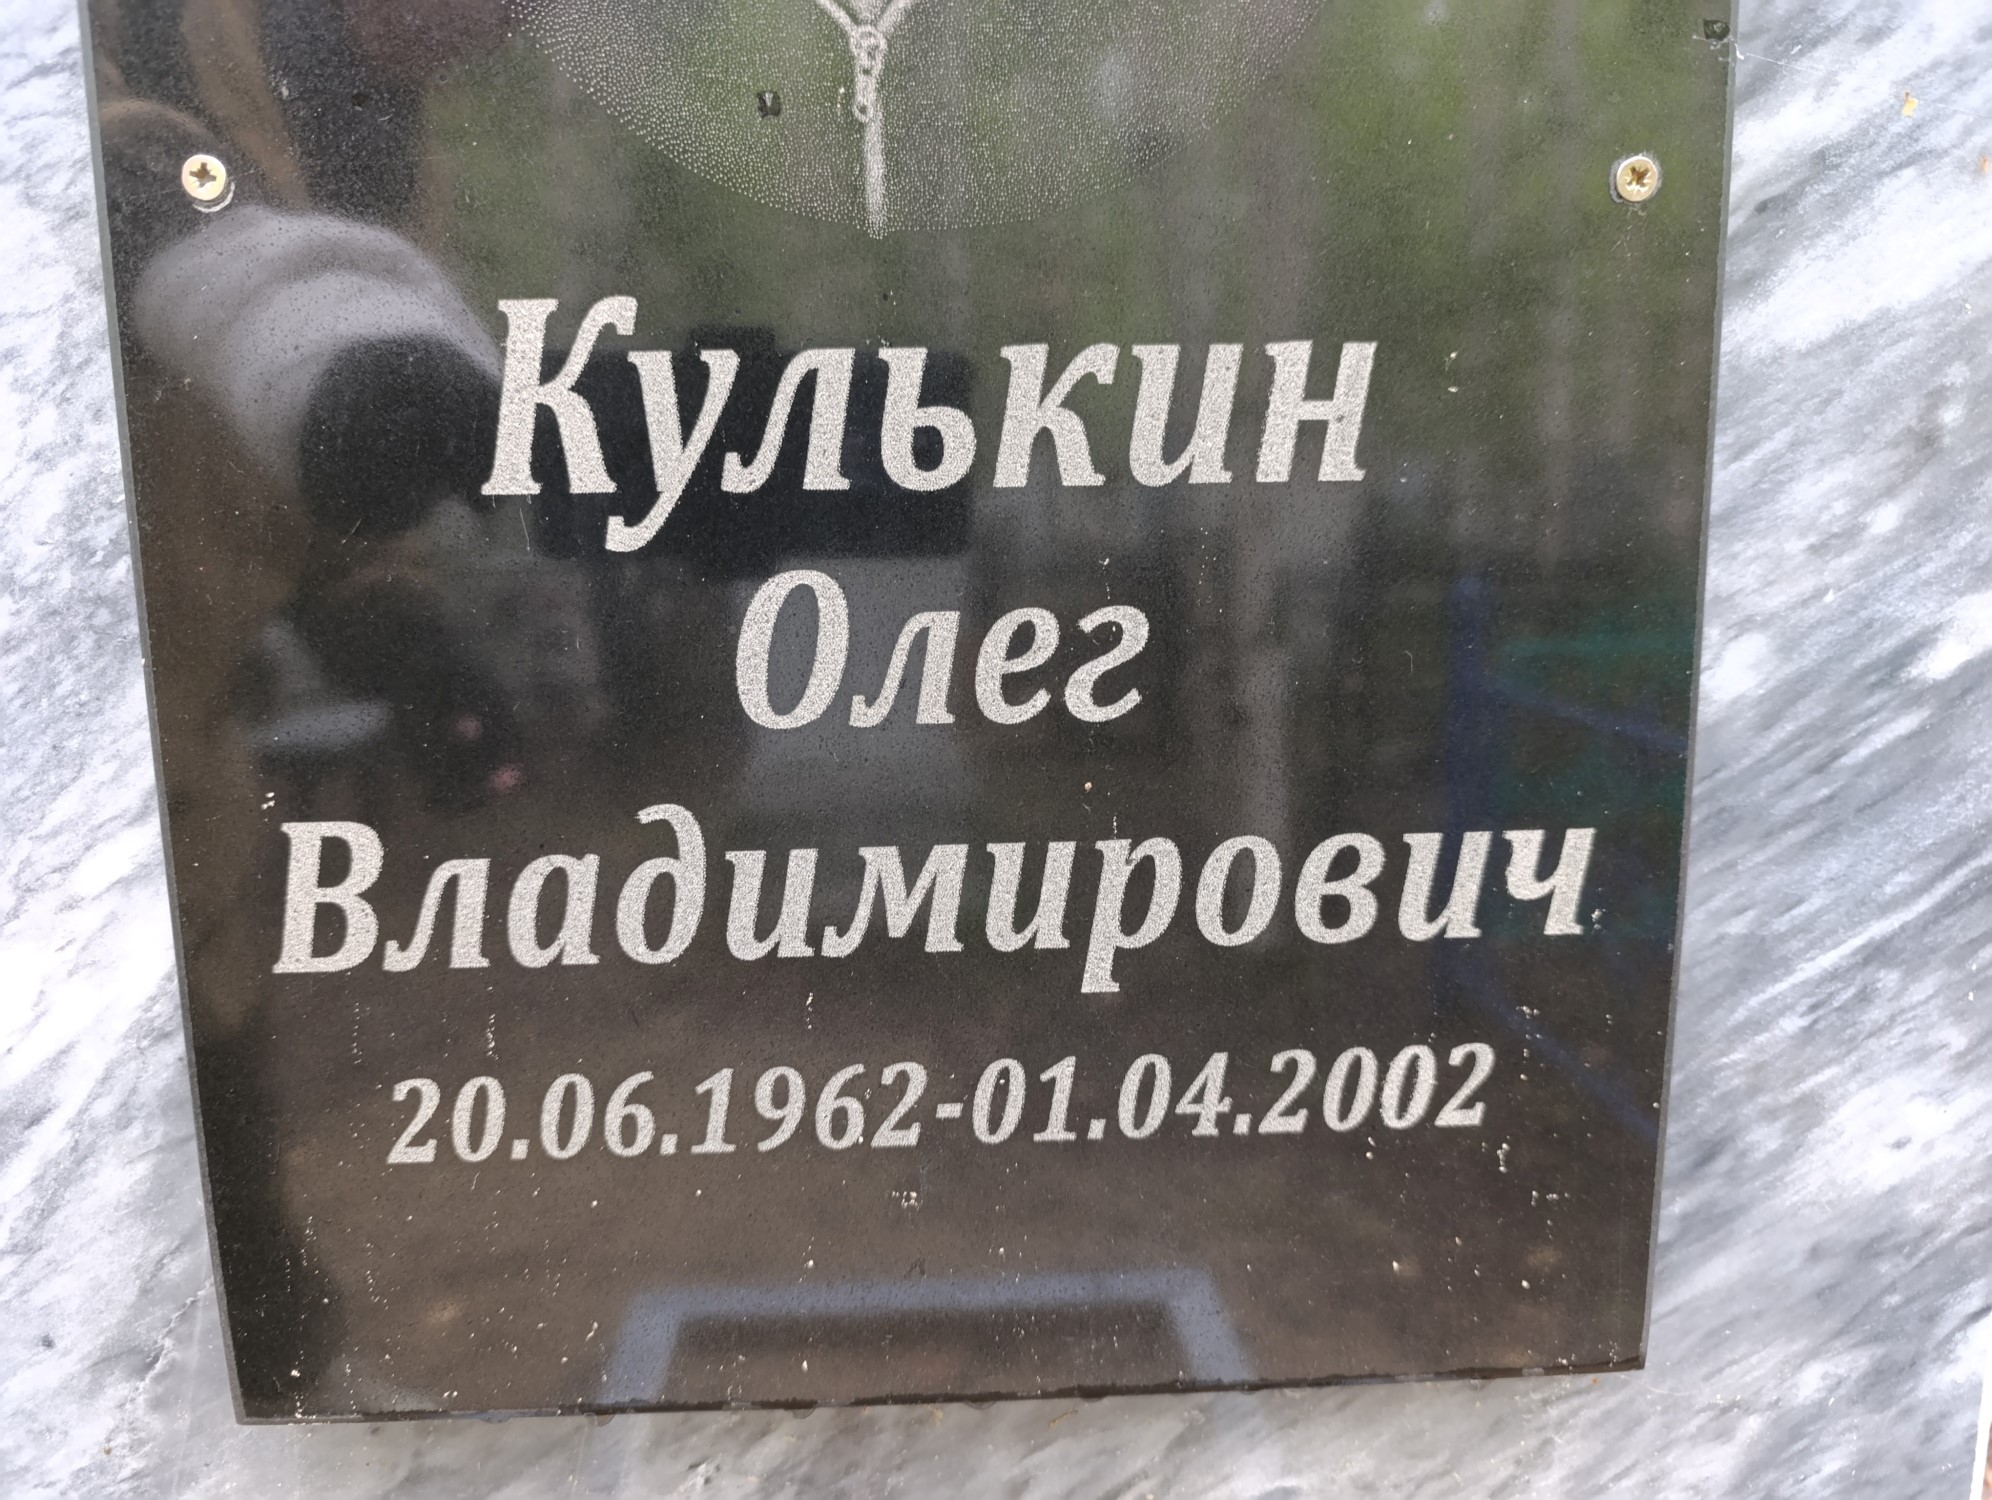 Кулькин
Олег
Владимирович
20.06.1962-01.04.2002